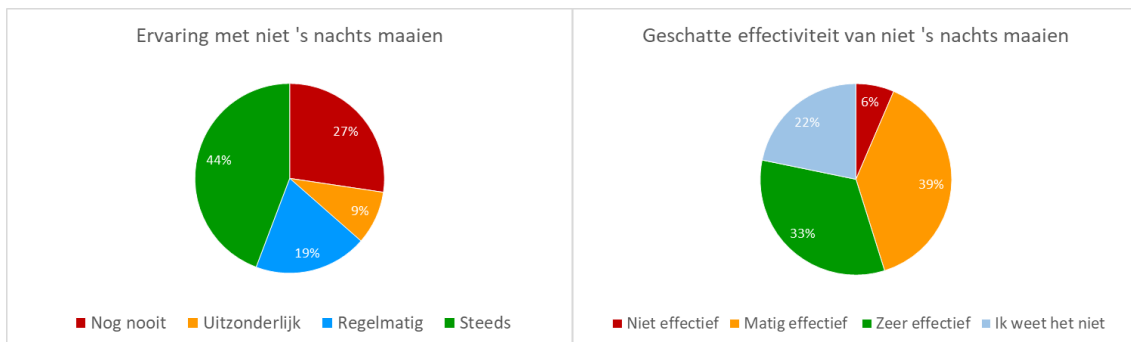 Ervaring met niet 's nachts maaien
27%
9%
19%
44%
Nog nooit Uitzonderlijk Regelmatig Steeds
Geschatte effectiviteit van niet 's nachts maaien
6%
39%
33%
22%
Niet effectief Matig effectief Zeer effectief Ik weet het niet